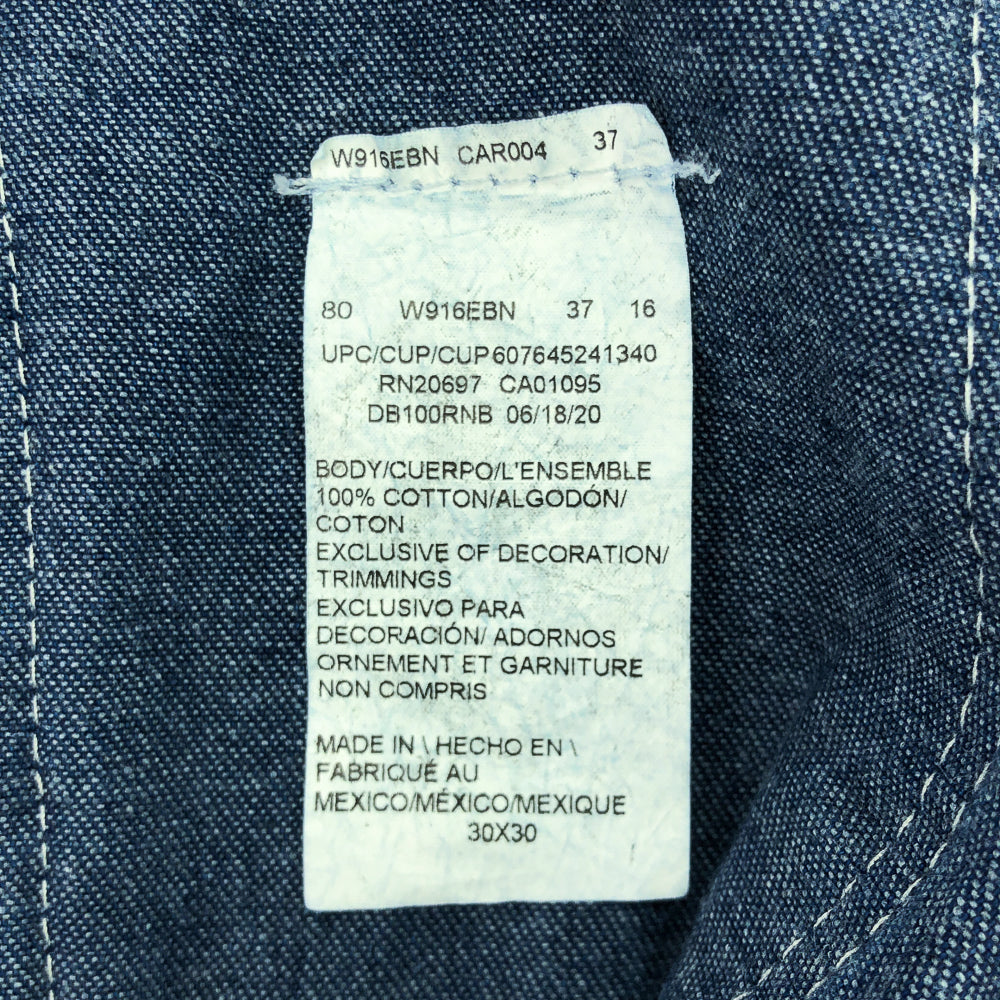 W916EBN CAR004 37
80 W916EBN 37 16
UPC/CUP/CUP607645241340
RN20697 CA01095
DB100RNB 06/18/20
BODY/CUERPO/L'ENSEMBLE
100% COTTON/ALGODÓN/
COTON
EXCLUSIVE OF DECORATION/
TRIMMINGS
EXCLUSIVO PARA
DECORACIÓN/ ADORNOS
ORNEMENT ET GARNITURE
NON COMPRIS
MADE IN \ HECHO EN \
FABRIQUÉ AU
MEXICO/MÉXICO/MEXIQUE
30X30